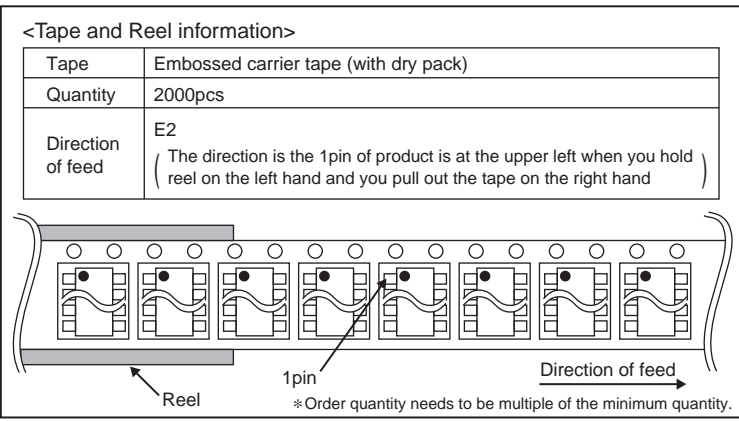 <Tape and Reel information>
Tape
Embossed carrier tape (with dry pack)
Quantity
2000pcs
Direction
of feed
E2
( The direction is the 1pin of product is at the upper left when you hold
reel on the left hand and you pull out the tape on the right hand )
1pin
Direction of feed
Reel
*Order quantity needs to be multiple of the minimum quantity.